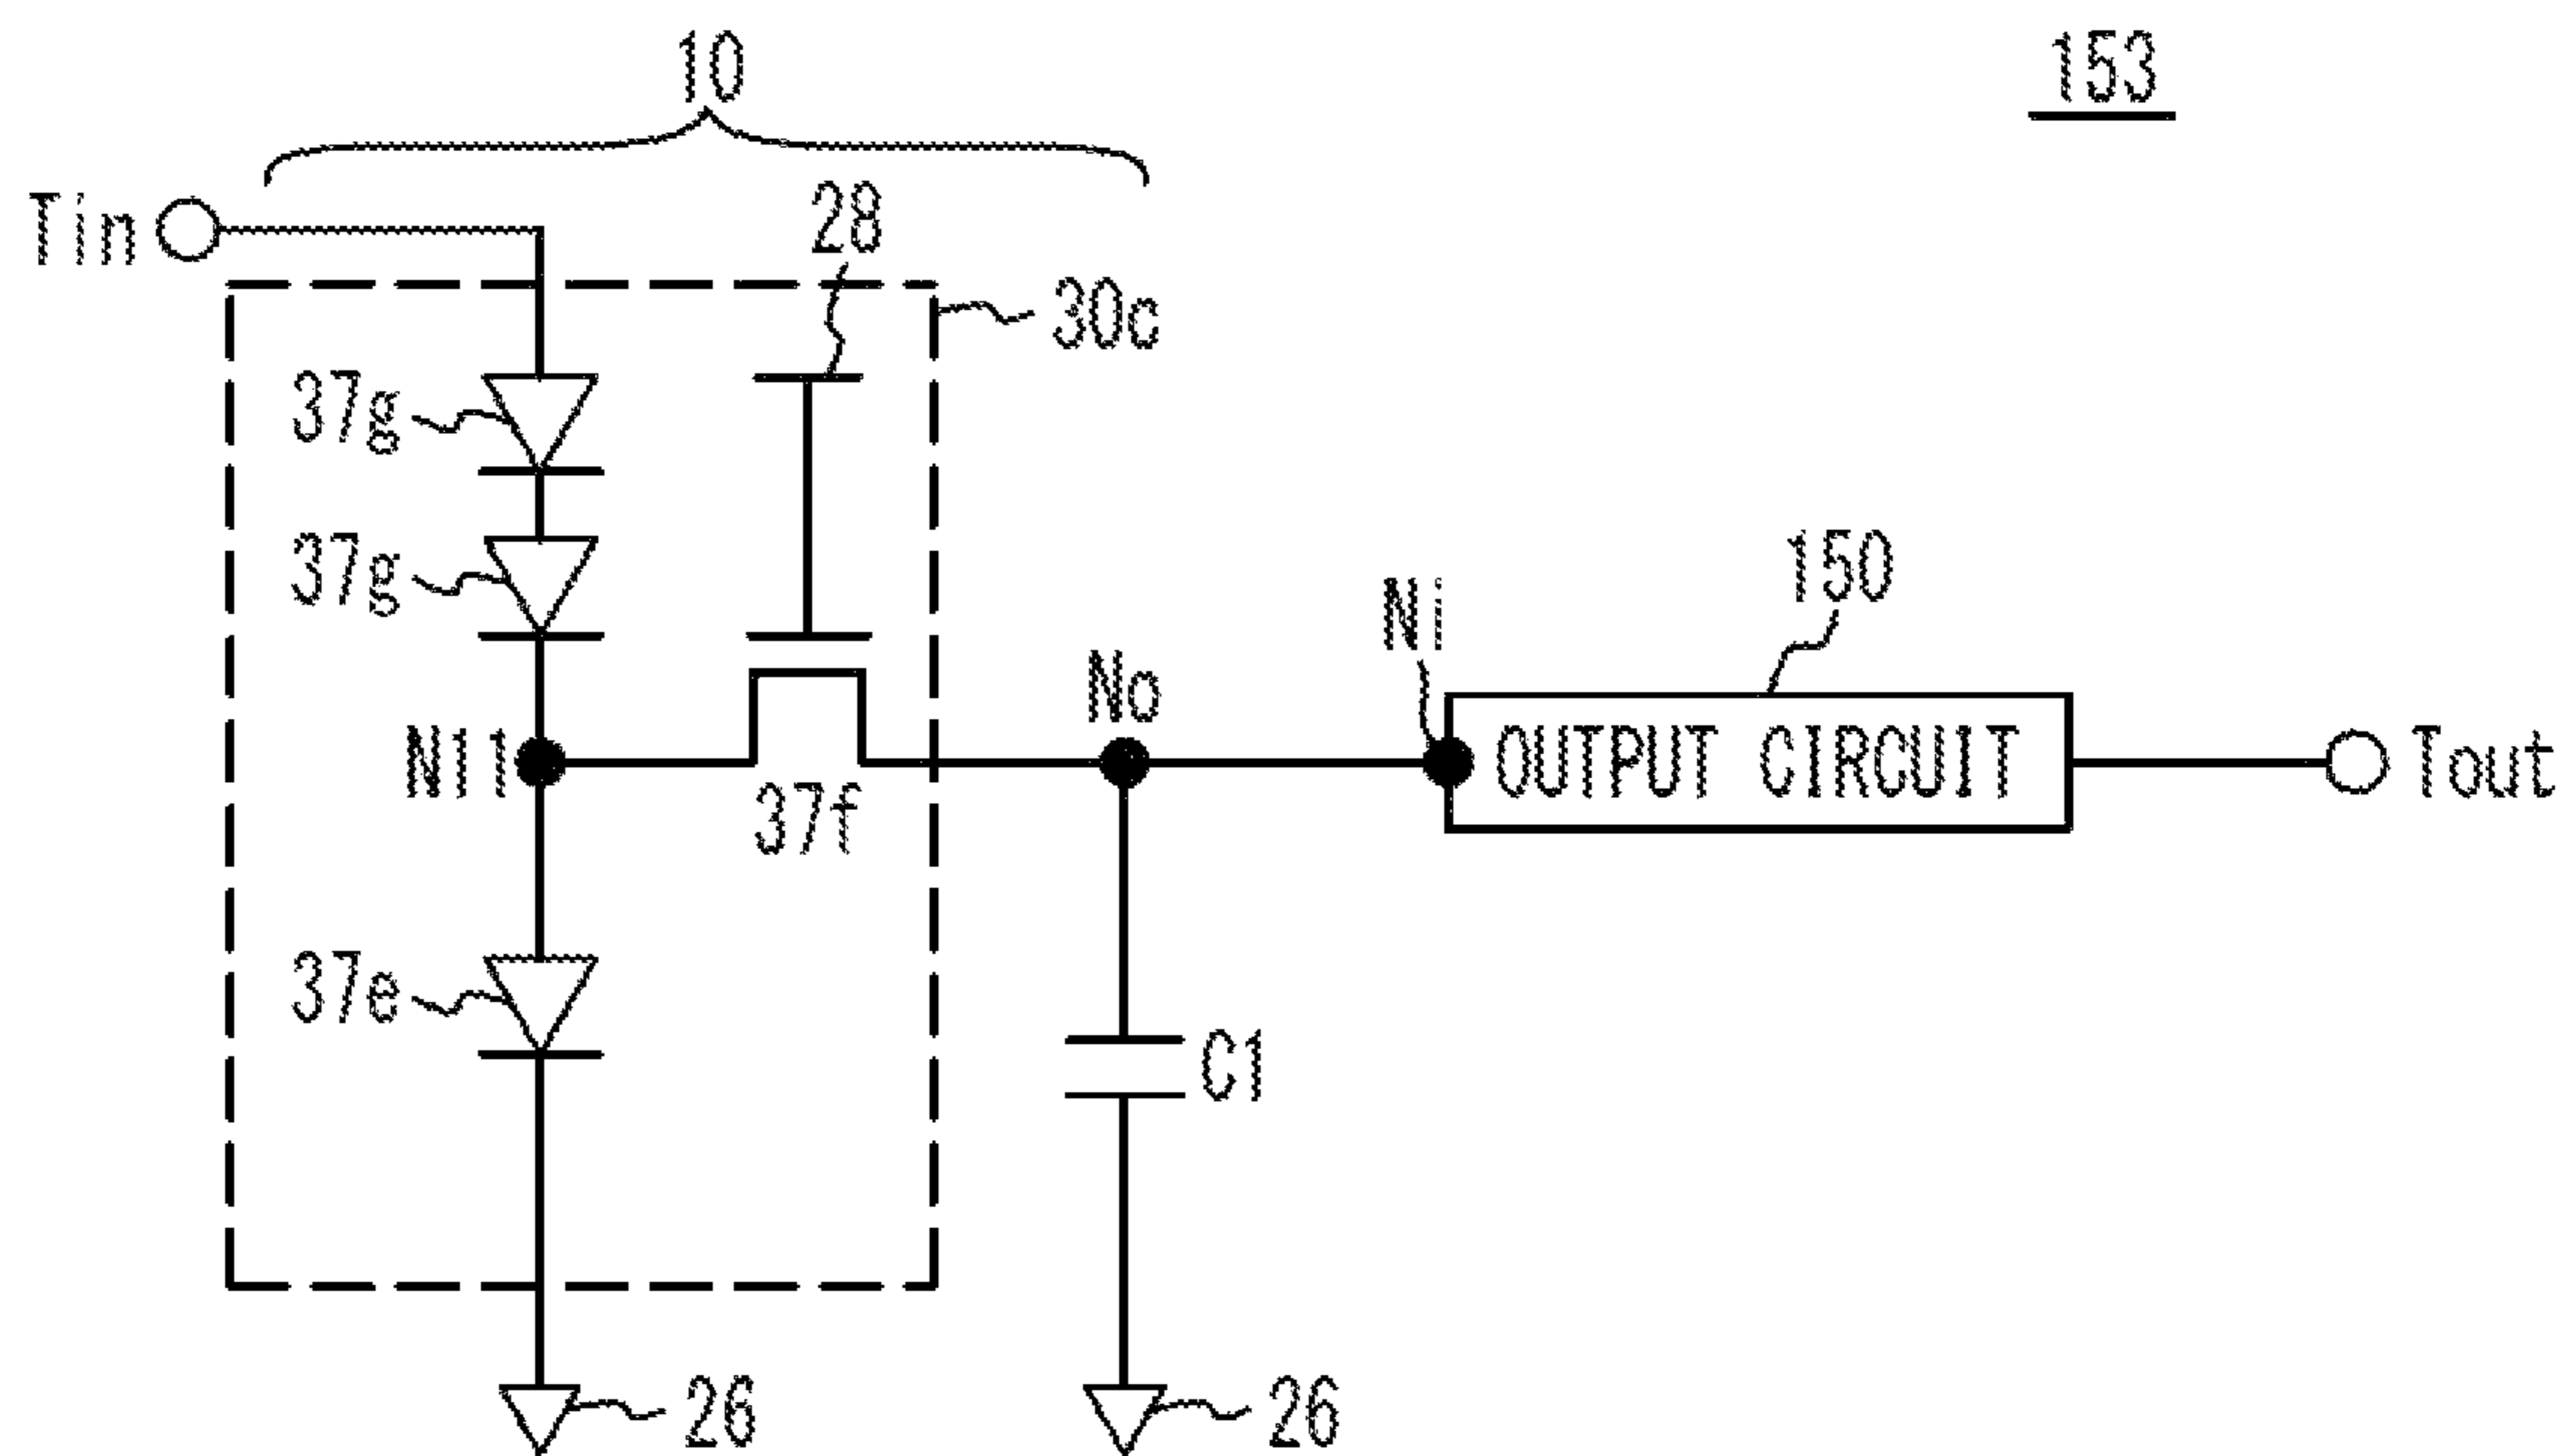 10
153
Tin
28
30c
37g
37g
150
Ni
No
N11
OUTPUT CIRCUIT
Tout
37f
37e
C1
26
26